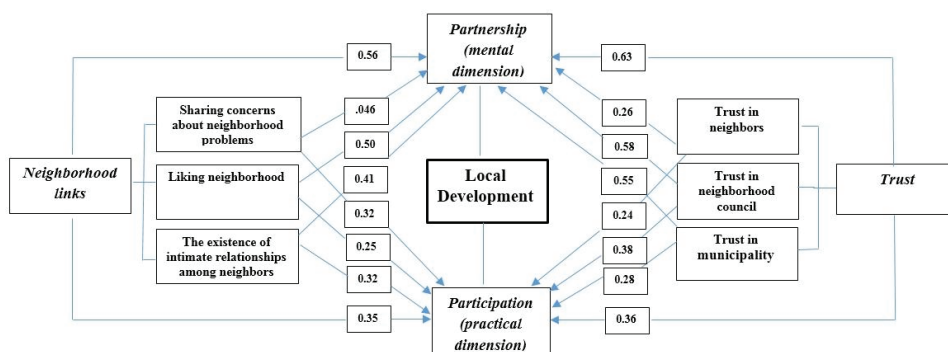 Partnership
(mental
dimension)
0.56
0.63
Sharing concerns
about neighborhood
problems
.046
0.26
Trust in
neighbors
0.50
0.58
Neighborhood
links
Liking neighborhood
0.41
Local
Development
0.55
Trust in
neighborhood
council
Trust
0.32
0.24
The existence of
intimate relationships
among neighbors
0.25
0.38
Trust in
municipality
0.32
0.28
0.35
Participation
(practical
dimension)
0.36